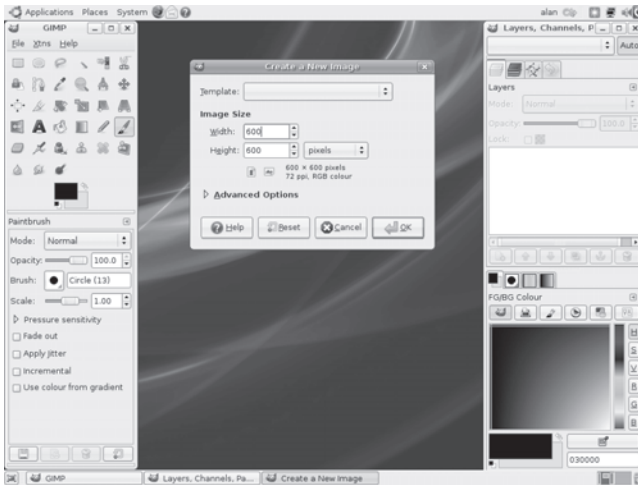 Applications Places System
alan
GIMP
File Xtns Help
Paintbrush
Mode: Normal
Opacity: 100.0
Brush: Circle (13)
Scale: 1.00
Pressure sensitivity
Fade out
Apply Jitter
Incremental
Use colour from gradient
Create a New Image
Template:
Image Size
Width: 600
Height: 600 pixels
600 × 600 pixels
72 ppi, RGB colour
Advanced Options
Help Reset Cancel OK
Layers, Channels, P
Auto
Layers
Mode: Normal
Opacity: 100.0
Lock:
FG/BG Colour
H
S
V
R
G
B
030000
GIMP Layers, Channels, Pa... Create a New Image